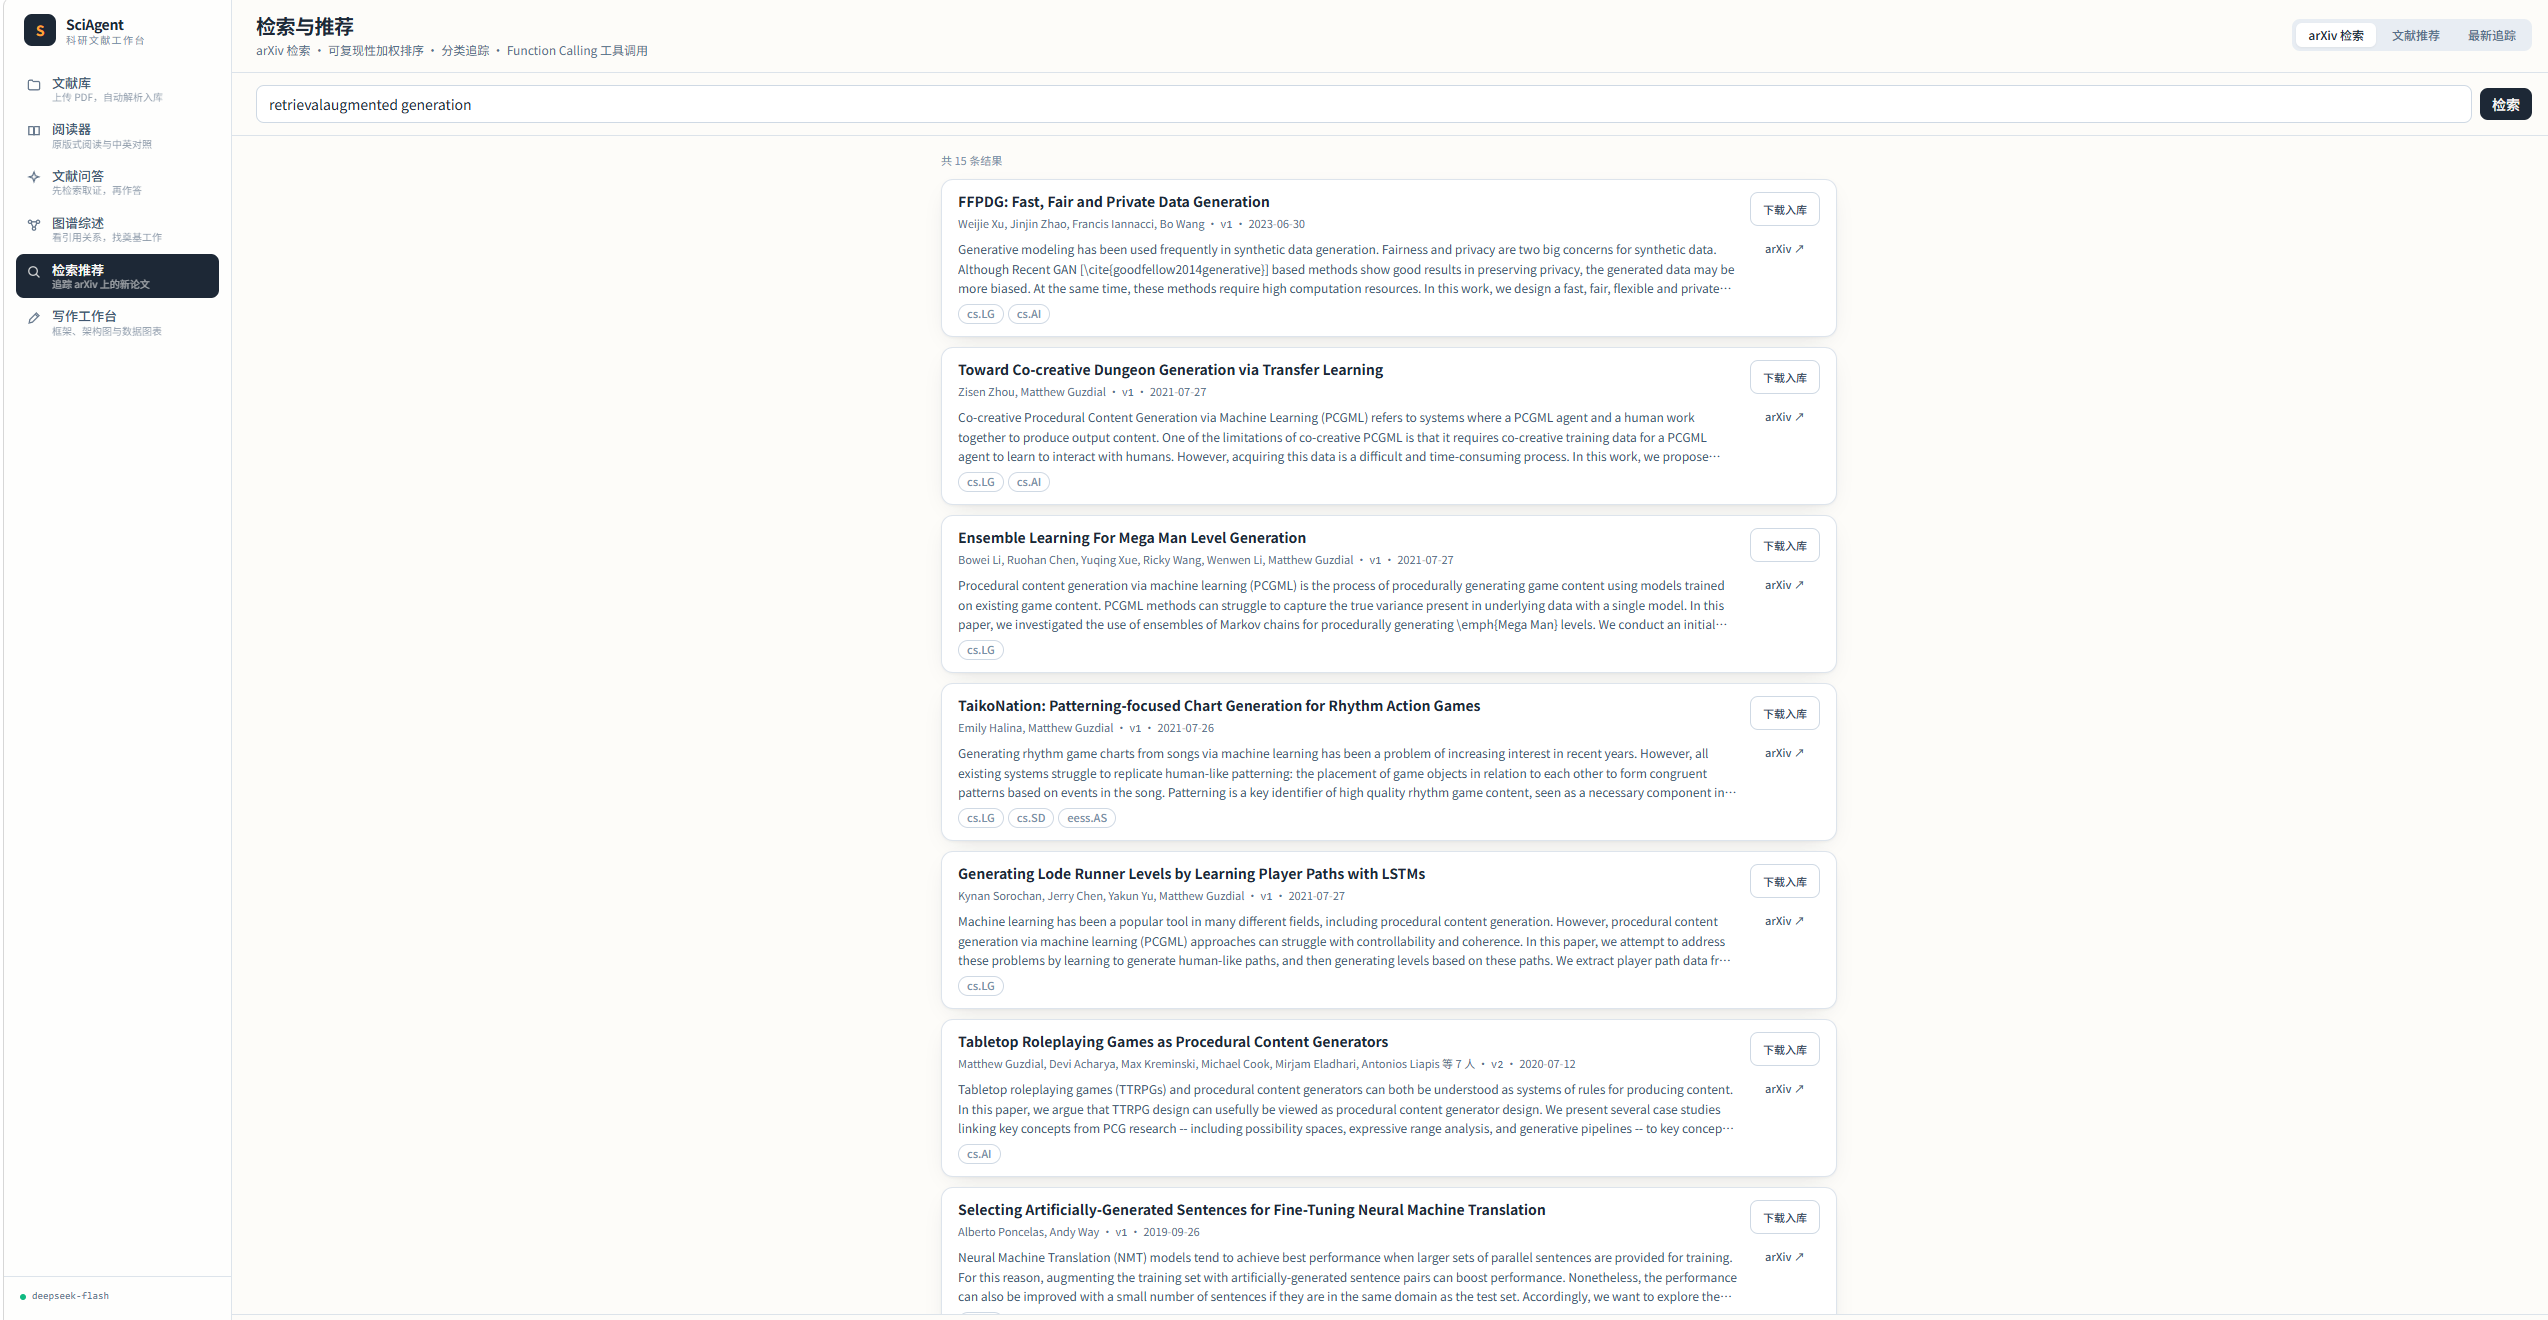 S
SciAgent
科研文献工作台
文献库
上传 PDF，自动解析入库
阅读器
原版式阅读与中英对照
文献问答
先检索取证，再作答
图谱综述
看引用关系，找奠基工作
检索推荐
追踪 arXiv 上的新论文
写作工作台
框架、架构图与数据图表
deepseek-flash
检索与推荐
arXiv 检索 • 可复现性加权排序 • 分类追踪 • Function Calling 工具调用
arXiv 检索
文献推荐
最新追踪
retrievalaugmented generation
检索
共 15 条结果
FFPDG: Fast, Fair and Private Data Generation
Weijie Xu, Jinjin Zhao, Francis Iannacci, Bo Wang • v1 • 2023-06-30
Generative modeling has been used frequently in synthetic data generation. Fairness and privacy are two big concerns for synthetic data.
Although Recent GAN [\cite{goodfellow2014generative}] based methods show good results in preserving privacy, the generated data may be
more biased. At the same time, these methods require high computation resources. In this work, we design a fast, fair, flexible and private…
cs.LG
cs.AI
下载入库
arXiv ↗
Toward Co-creative Dungeon Generation via Transfer Learning
Zisen Zhou, Matthew Guzdial • v1 • 2021-07-27
Co-creative Procedural Content Generation via Machine Learning (PCGML) refers to systems where a PCGML agent and a human work
together to produce output content. One of the limitations of co-creative PCGML is that it requires co-creative training data for a PCGML
agent to learn to interact with humans. However, acquiring this data is a difficult and time-consuming process. In this work, we propose…
cs.LG
cs.AI
下载入库
arXiv ↗
Ensemble Learning For Mega Man Level Generation
Bowei Li, Ruohan Chen, Yuqing Xue, Ricky Wang, Wenwen Li, Matthew Guzdial • v1 • 2021-07-27
Procedural content generation via machine learning (PCGML) is the process of procedurally generating game content using models trained
on existing game content. PCGML methods can struggle to capture the true variance present in underlying data with a single model. In this
paper, we investigated the use of ensembles of Markov chains for procedurally generating \emph{Mega Man} levels. We conduct an initial…
cs.LG
下载入库
arXiv ↗
TaikoNation: Patterning-focused Chart Generation for Rhythm Action Games
Emily Halina, Matthew Guzdial • v1 • 2021-07-26
Generating rhythm game charts from songs via machine learning has been a problem of increasing interest in recent years. However, all
existing systems struggle to replicate human-like patterning: the placement of game objects in relation to each other to form congruent
patterns based on events in the song. Patterning is a key identifier of high quality rhythm game content, seen as a necessary component in…
cs.LG
cs.SD
eess.AS
下载入库
arXiv ↗
Generating Lode Runner Levels by Learning Player Paths with LSTMs
Kynan Sorochan, Jerry Chen, Yakun Yu, Matthew Guzdial • v1 • 2021-07-27
Machine learning has been a popular tool in many different fields, including procedural content generation. However, procedural content
generation via machine learning (PCGML) approaches can struggle with controllability and coherence. In this paper, we attempt to address
these problems by learning to generate human-like paths, and then generating levels based on these paths. We extract player path data fr…
cs.LG
下载入库
arXiv ↗
Tabletop Roleplaying Games as Procedural Content Generators
Matthew Guzdial, Devi Acharya, Max Kreminski, Michael Cook, Mirjam Eladhari, Antonios Liapis 等 7 人 • v2 • 2020-07-12
Tabletop roleplaying games (TTRPGs) and procedural content generators can both be understood as systems of rules for producing content.
In this paper, we argue that TTRPG design can usefully be viewed as procedural content generator design. We present several case studies
linking key concepts from PCG research -- including possibility spaces, expressive range analysis, and generative pipelines -- to key concep…
cs.AI
下载入库
arXiv ↗
Selecting Artificially-Generated Sentences for Fine-Tuning Neural Machine Translation
Alberto Poncelas, Andy Way • v1 • 2019-09-26
Neural Machine Translation (NMT) models tend to achieve best performance when larger sets of parallel sentences are provided for training.
For this reason, augmenting the training set with artificially-generated sentence pairs can boost performance. Nonetheless, the performance
can also be improved with a small number of sentences if they are in the same domain as the test set. Accordingly, we want to explore the…
下载入库
arXiv ↗